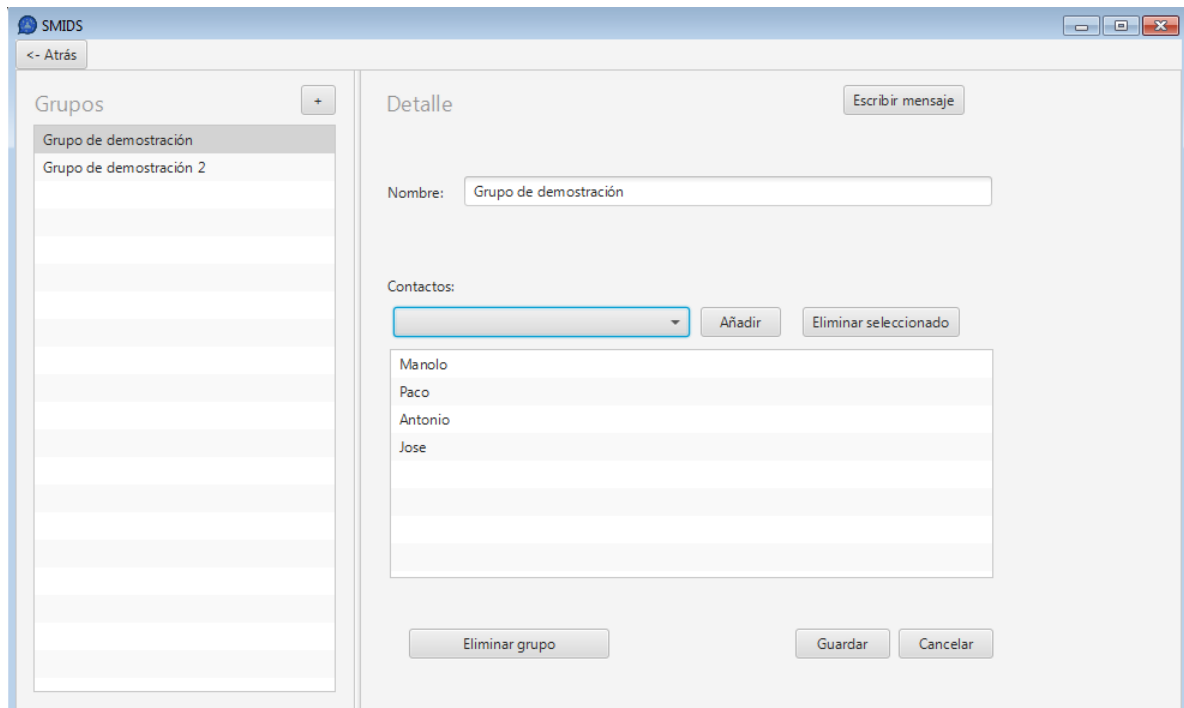 SMIDS
<- Atrás
Grupos
+
Grupo de demostración
Grupo de demostración 2
Detalle
Escribir mensaje
Nombre:
Grupo de demostración
Contactos:
Añadir
Eliminar seleccionado
Manolo
Paco
Antonio
Jose
Eliminar grupo
Guardar
Cancelar